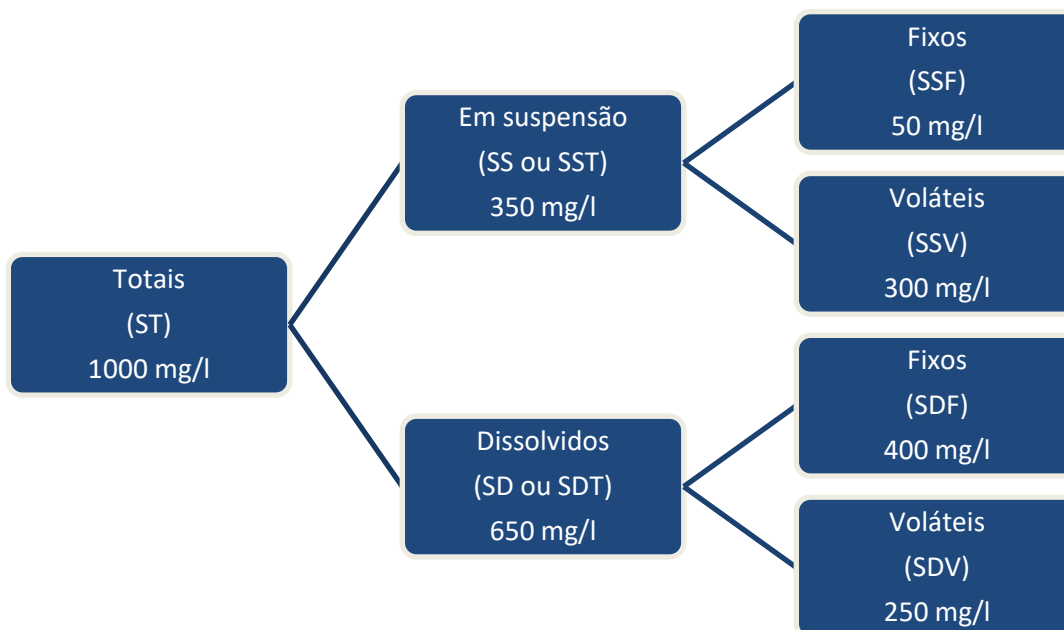 Totais
(ST)
1000 mg/l
Em suspensão
(SS ou SST)
350 mg/l
Fixos
(SSF)
50 mg/l
Voláteis
(SSV)
300 mg/l
Dissolvidos
(SD ou SDT)
650 mg/l
Fixos
(SDF)
400 mg/l
Voláteis
(SDV)
250 mg/l